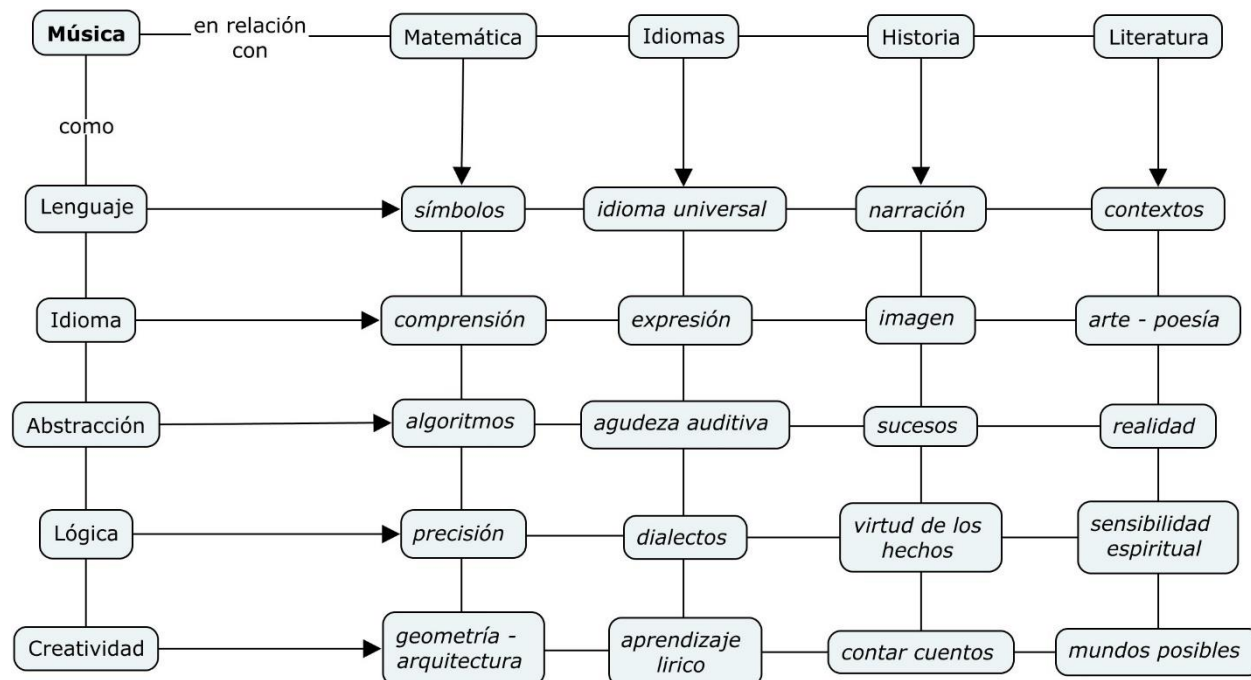 Música
en relación
con
Matemática
Idiomas
Historia
Literatura
como
Lenguaje
símbolos
idioma universal
narración
contextos
Idioma
comprensión
expresión
imagen
arte - poesía
Abstracción
algoritmos
agudeza auditiva
sucesos
realidad
Lógica
precisión
dialectos
virtud de los
hechos
sensibilidad
espiritual
Creatividad
geometría -
arquitectura
aprendizaje
lirico
contar cuentos
mundos posibles